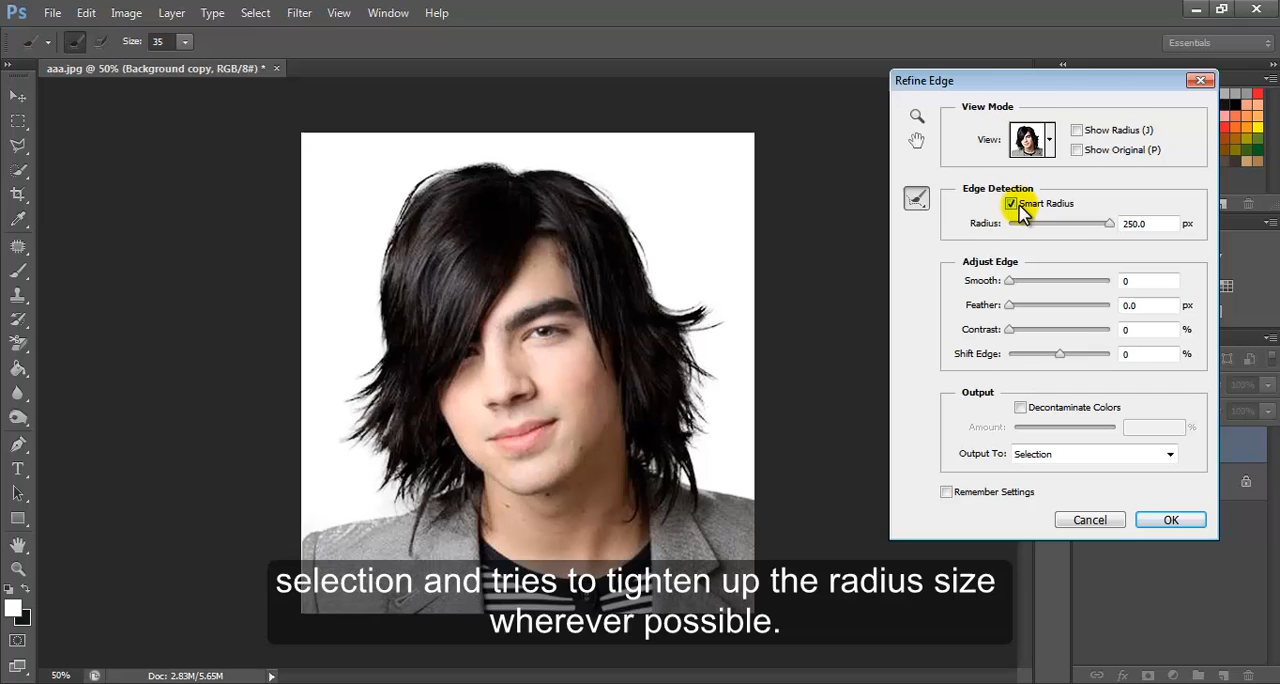 Ps File Edit Image Layer Type Select Filter View Window Help
Size: 35 Essentials
aaa.jpg @ 50% (Background copy, RGB/8#) * ×
Refine Edge
View Mode
View: Show Radius (J)
Show Original (P)
Edge Detection
Smart Radius
Radius: 250.0 px
Adjust Edge
Smooth: 0
Feather: 0.0 px
Contrast: 0 %
Shift Edge: 0 %
Output
Decontaminate Colors
Amount: %
Output To: Selection
Remember Settings
Cancel OK
100%
100%
selection and tries to tighten up the radius size
wherever possible.
50% Doc: 2.83M/5.65M
fx